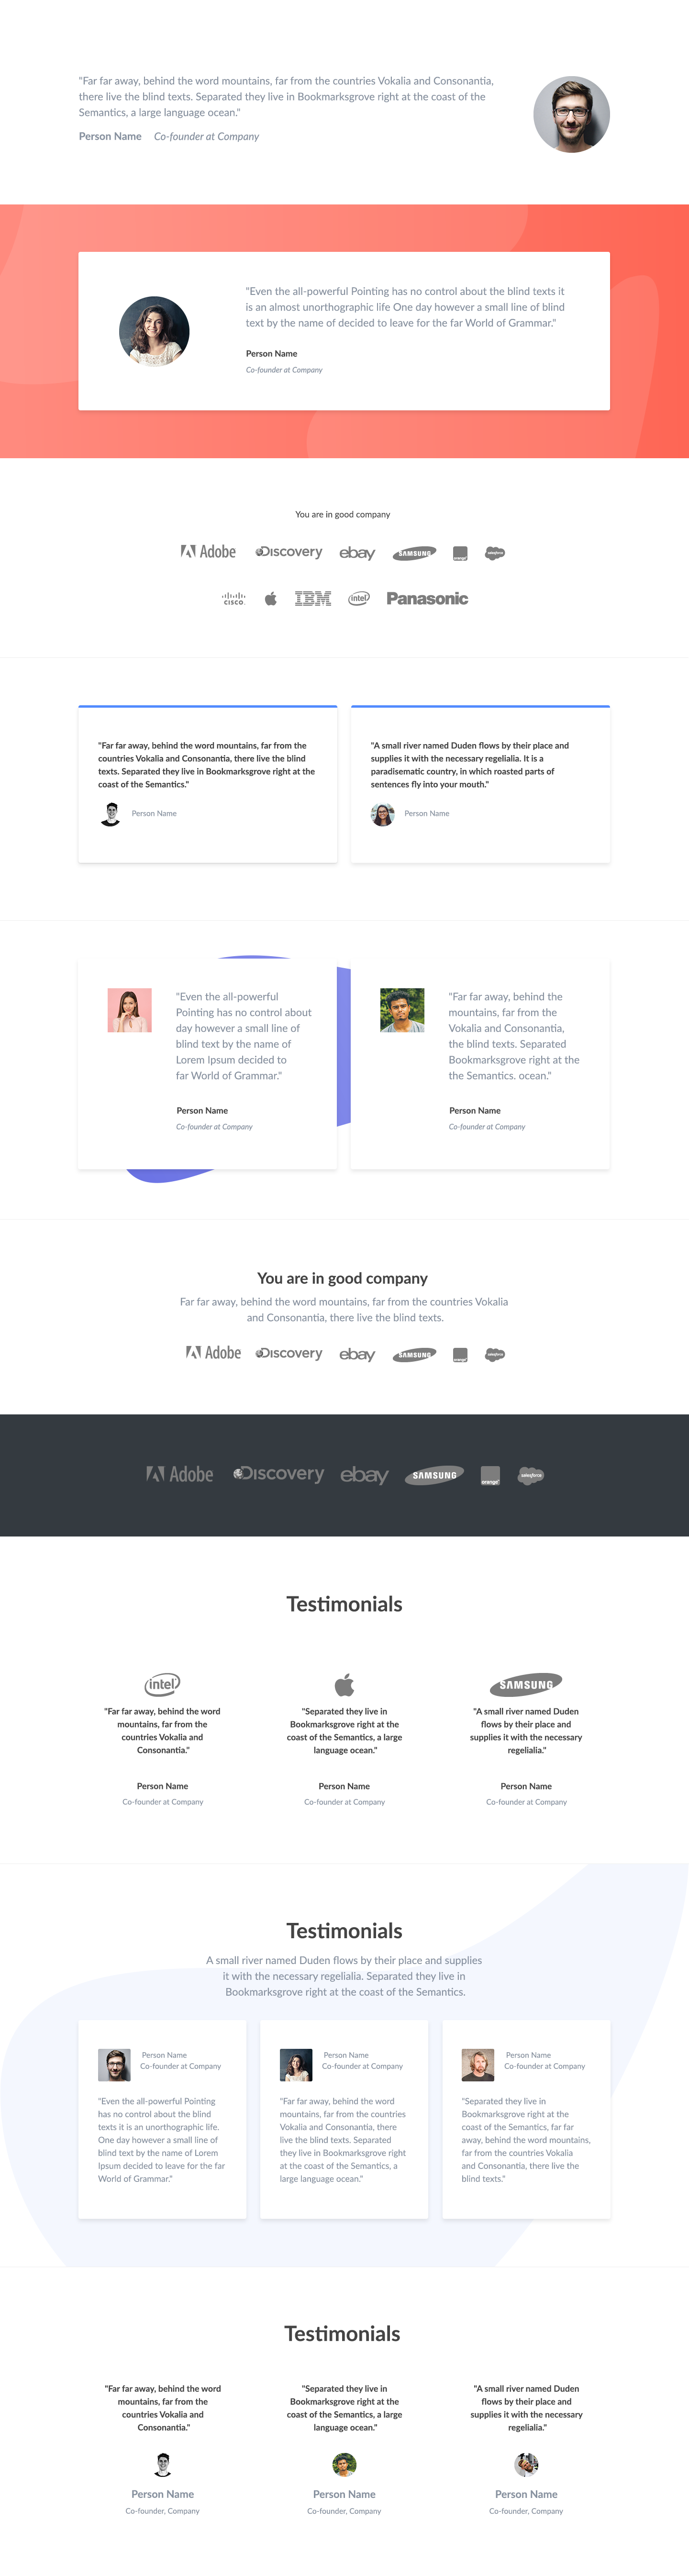 "Far far away, behind the word mountains, far from the countries Vokalia and Consonantia,
there live the blind texts. Separated they live in Bookmarksgrove right at the coast of the
Semantics, a large language ocean."
Person Name Co-founder at Company
"Even the all-powerful Pointing has no control about the blind texts it
is an almost unorthographic life One day however a small line of blind
text by the name of decided to leave for the far World of Grammar."
Person Name
Co-founder at Company
You are in good company
Adobe Discovery ebay SAMSUNG orange salesforce
CISCO IBM intel Panasonic
"Far far away, behind the word mountains, far from the
countries Vokalia and Consonantia, there live the blind
texts. Separated they live in Bookmarksgrove right at the
coast of the Semantics."
Person Name
"A small river named Duden flows by their place and
supplies it with the necessary regelialia. It is a
paradisematic country, in which roasted parts of
sentences fly into your mouth."
Person Name
"Even the all-powerful
Pointing has no control about
day however a small line of
blind text by the name of
Lorem Ipsum decided to
far World of Grammar."
Person Name
Co-founder at Company
"Far far away, behind the
mountains, far from the
Vokalia and Consonantia,
the blind texts. Separated
Bookmarksgrove right at the
the Semantics. ocean."
Person Name
Co-founder at Company
You are in good company
Far far away, behind the word mountains, far from the countries Vokalia
and Consonantia, there live the blind texts.
Adobe Discovery ebay SAMSUNG orange salesforce
Adobe Discovery ebay SAMSUNG orange salesforce
Testimonials
intel
"Far far away, behind the word
mountains, far from the
countries Vokalia and
Consonantia."
Person Name
Co-founder at Company
"Separated they live in
Bookmarksgrove right at the
coast of the Semantics, a large
language ocean."
Person Name
Co-founder at Company
SAMSUNG
"A small river named Duden
flows by their place and
supplies it with the necessary
regelialia."
Person Name
Co-founder at Company
Testimonials
A small river named Duden flows by their place and supplies
it with the necessary regelialia. Separated they live in
Bookmarksgrove right at the coast of the Semantics.
Person Name
Co-founder at Company
"Even the all-powerful Pointing
has no control about the blind
texts it is an unorthographic life.
One day however a small line of
blind text by the name of Lorem
Ipsum decided to leave for the far
World of Grammar."
Person Name
Co-founder at Company
"Far far away, behind the word
mountains, far from the countries
Vokalia and Consonantia, there
live the blind texts. Separated
they live in Bookmarksgrove right
at the coast of the Semantics, a
large language ocean."
Person Name
Co-founder at Company
"Separated they live in
Bookmarksgrove right at the
coast of the Semantics, far far
away, behind the word mountains,
far from the countries Vokalia
and Consonantia, there live the
blind texts."
Testimonials
"Far far away, behind the word
mountains, far from the
countries Vokalia and
Consonantia."
Person Name
Co-founder, Company
"Separated they live in
Bookmarksgrove right at the
coast of the Semantics, a large
language ocean."
Person Name
Co-founder, Company
"A small river named Duden
flows by their place and
supplies it with the necessary
regelialia."
Person Name
Co-founder, Company